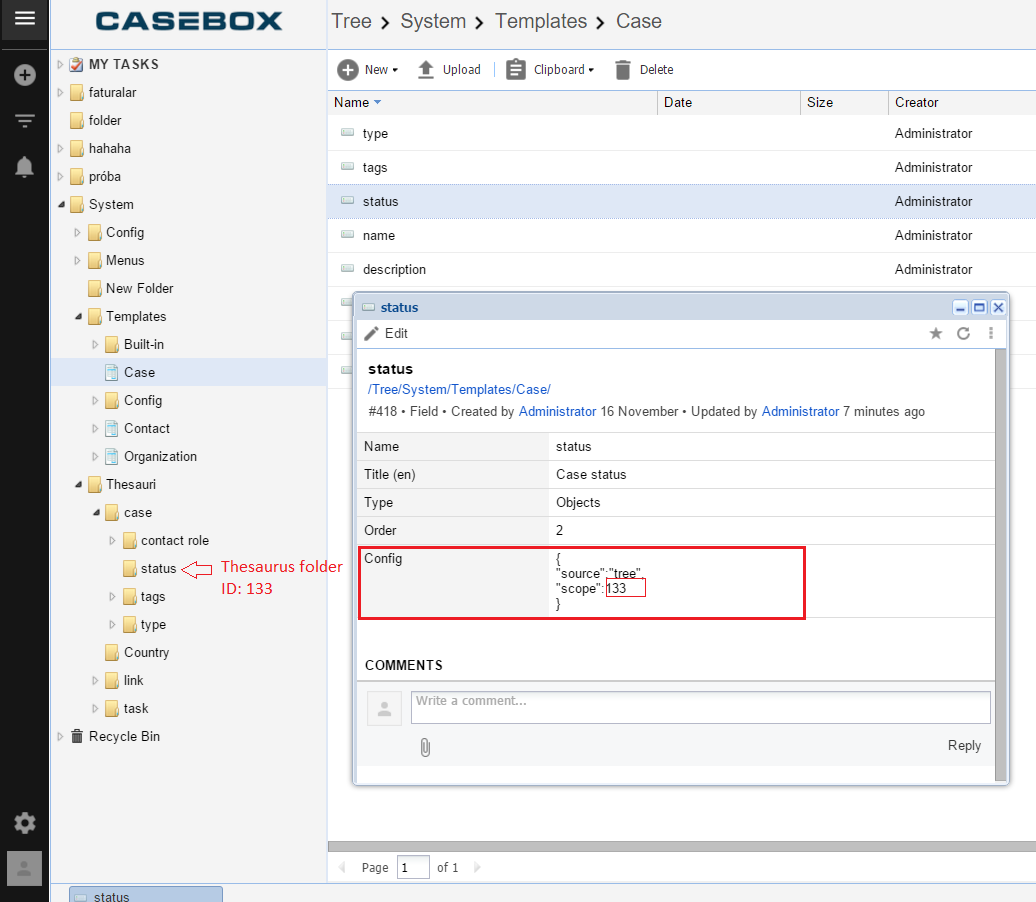 CASEBOX
Tree > System > Templates > Case
MY TASKS
faturalar
folder
hahaha
próba
System
Config
Menus
New Folder
Templates
Built-in
Case
Config
Contact
Organization
Thesauri
case
contact role
status
Thesaurus folder
ID: 133
tags
type
Country
link
task
Recycle Bin
New Upload Clipboard Delete
Name Date Size Creator
type Administrator
tags Administrator
status Administrator
name Administrator
description Administrator
status
Edit
status
/Tree/System/Templates/Case/
#418 • Field • Created by Administrator 16 November • Updated by Administrator 7 minutes ago
Name status
Title (en) Case status
Type Objects
Order 2
Config {
"source":"tree",
"scope":133
}
COMMENTS
Write a comment...
Reply
Page 1 of 1
status